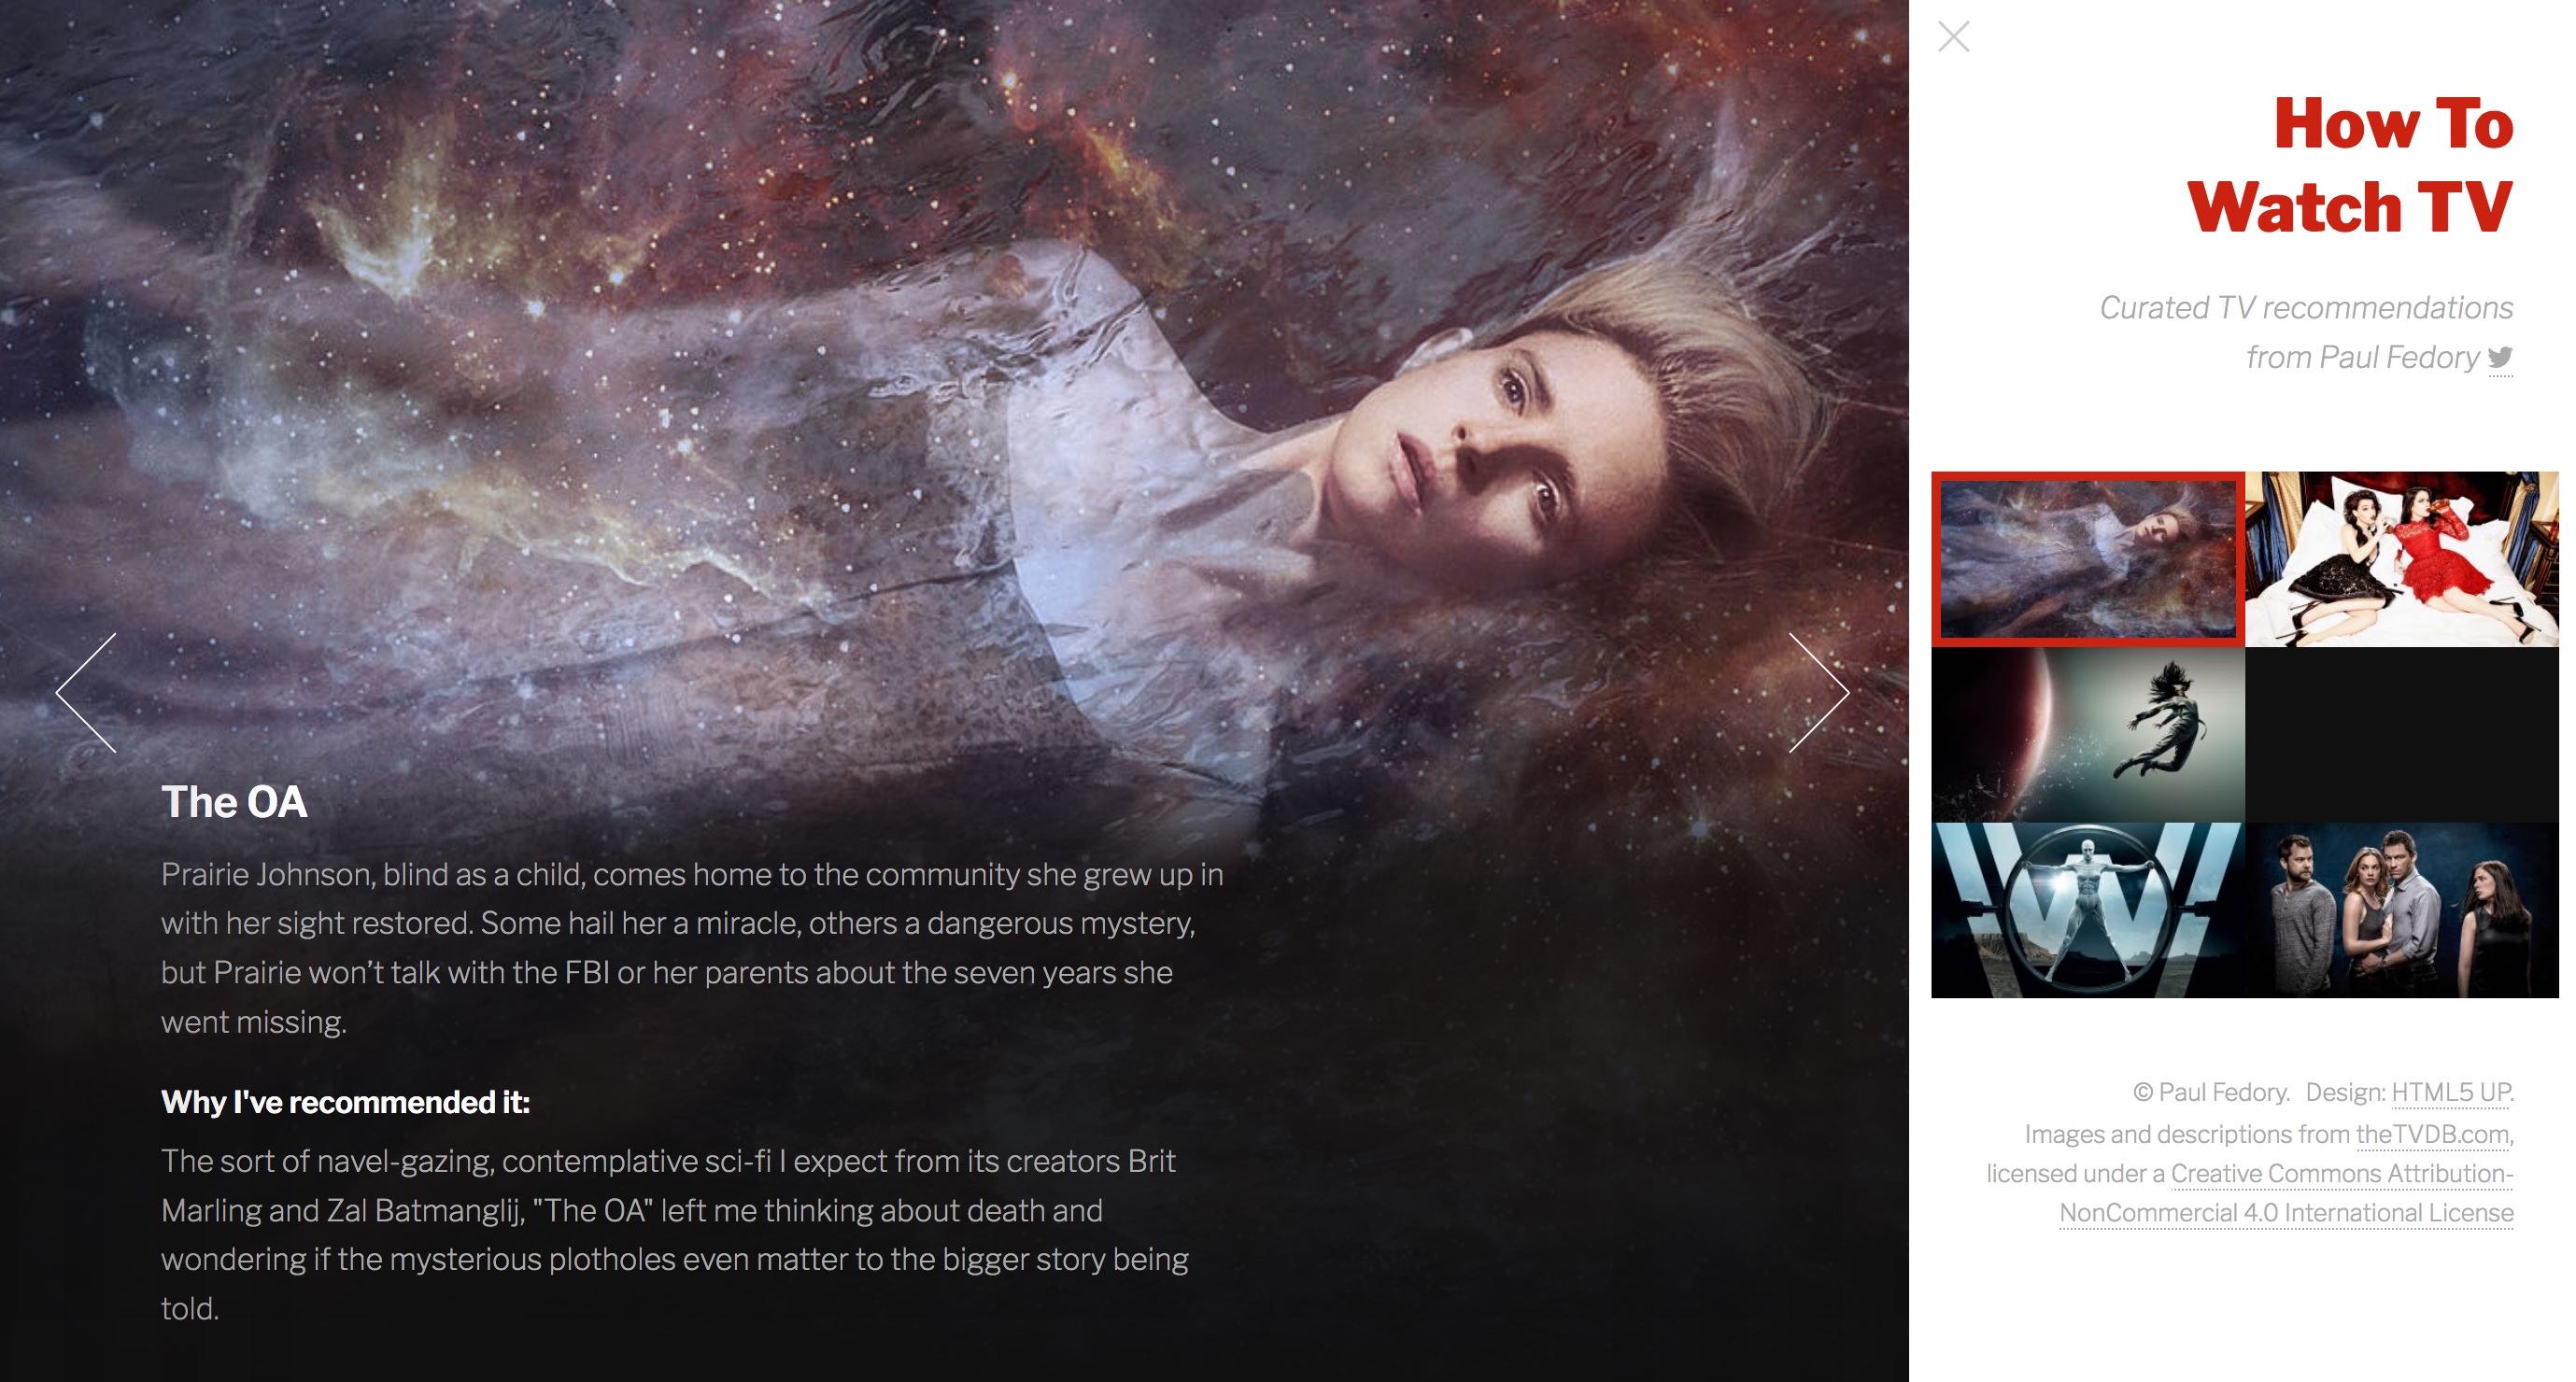 The OA
Prairie Johnson, blind as a child, comes home to the community she grew up in
with her sight restored. Some hail her a miracle, others a dangerous mystery,
but Prairie won’t talk with the FBI or her parents about the seven years she
went missing.
Why I've recommended it:
The sort of navel-gazing, contemplative sci-fi I expect from its creators Brit
Marling and Zal Batmanglij, "The OA" left me thinking about death and
wondering if the mysterious plotholes even matter to the bigger story being
told.
How To
Watch TV
Curated TV recommendations
from Paul Fedory
© Paul Fedory. Design: HTML5 UP.
Images and descriptions from theTVDB.com,
licensed under a Creative Commons Attribution-
NonCommercial 4.0 International License